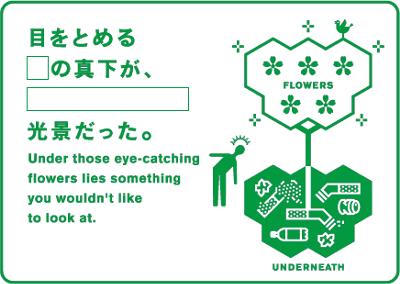 目をとめる
□の真下が、
光景だった。
Under those eye-catching
flowers lies something
you wouldn't like
to look at.
FLOWERS
UNDERNEATH